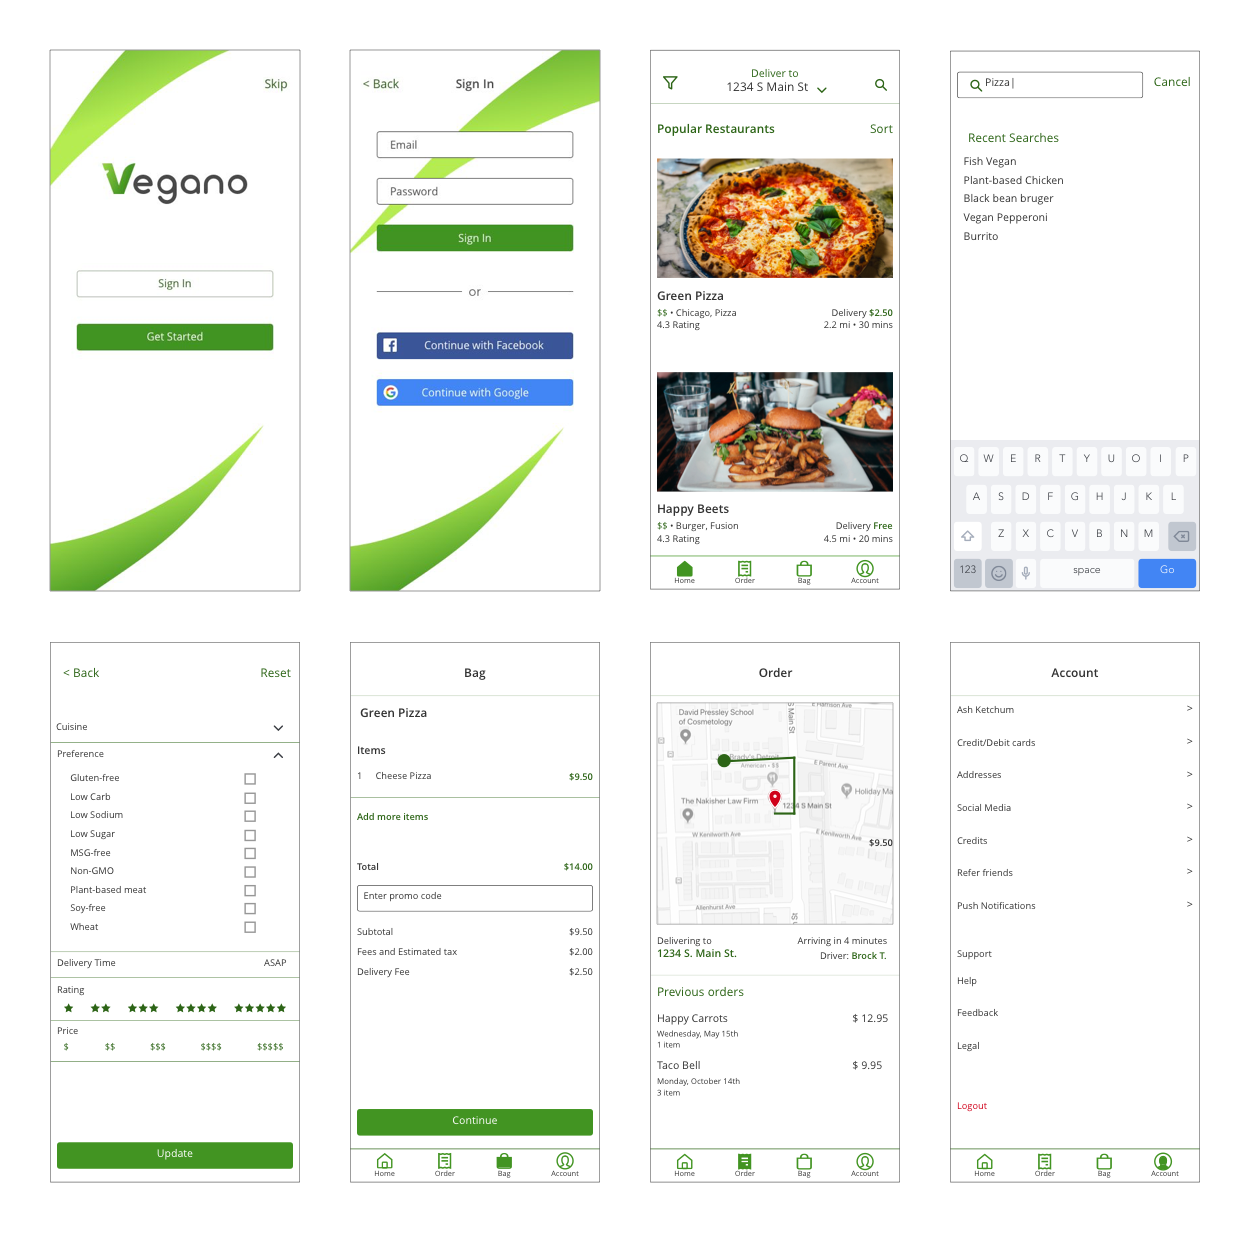 Skip
Vegano
Sign In
Get Started
< Back
Sign In
Email
Password
Sign In
or
Continue with Facebook
Continue with Google
Deliver to
1234 S Main St
Popular Restaurants
Sort
Green Pizza
$$ • Chicago, Pizza
Delivery $2.50
4.3 Rating
2.2 mi • 30 mins
Happy Beets
$$ • Burger, Fusion
Delivery Free
4.3 Rating
4.5 mi • 20 mins
Home
Order
Bag
Account
Pizza|
Cancel
Recent Searches
Fish Vegan
Plant-based Chicken
Black bean bruger
Vegan Pepperoni
Burrito
Q W E R T Y U O I P
A S D F G H J K L
Z X C V B N M
123
space
Go
< Back
Reset
Cuisine
Preference
Gluten-free
Low Carb
Low Sodium
Low Sugar
MSG-free
Non-GMO
Plant-based meat
Soy-free
Wheat
Delivery Time
ASAP
Rating
Price
$ $$ $$$ $$$$ $$$$$
Update
Bag
Green Pizza
Items
1 Cheese Pizza
$9.50
Add more items
Total
$14.00
Enter promo code
Subtotal
$9.50
Fees and Estimated tax
$2.00
Delivery Fee
$2.50
Continue
Home
Order
Bag
Account
Order
David Pressley School
of Cosmetology
S Main St
E Harrison Ave
Brady's
American • $$
E Parent Ave
Holiday Ma
The Nakisher Law Firm
1234 S Main St
W Kenilworth Ave
E Kenilworth Ave
$9.50
Allenhurst Ave
Delivering to
Arriving in 4 minutes
1234 S. Main St.
Driver: Brock T.
Previous orders
Happy Carrots
$ 12.95
Wednesday, May 15th
1 item
Taco Bell
$ 9.95
Monday, October 14th
3 item
Home
Order
Bag
Account
Account
Ash Ketchum >
Credit/Debit cards >
Addresses >
Social Media >
Credits >
Refer friends >
Push Notifications >
Support
Help
Feedback
Legal
Logout
Home
Order
Bag
Account